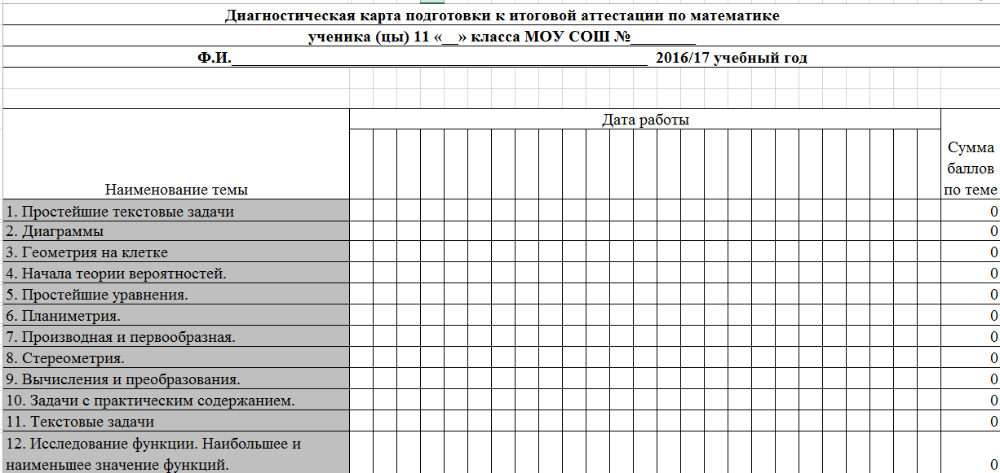 Диагностическая карта подготовки к итоговой аттестации по математике
ученика (цы) 11 «__» класса МОУ СОШ №________
Ф.И.___________________________________________________ 2016/17 учебный год
Дата работы
Наименование темы
Сумма
баллов
по теме
1. Простейшие текстовые задачи 0
2. Диаграммы 0
3. Геометрия на клетке 0
4. Начала теории вероятностей. 0
5. Простейшие уравнения. 0
6. Планиметрия. 0
7. Производная и первообразная. 0
8. Стереометрия. 0
9. Вычисления и преобразования. 0
10. Задачи с практическим содержанием. 0
11. Текстовые задачи 0
12. Исследование функции. Наибольшее и
наименьшее значение функций. 0